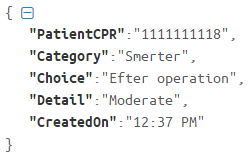 {
"PatientCPR":"1111111118",
"Category":"Smerter",
"Choice":"Efter operation",
"Detail":"Moderate",
"CreatedOn":"12:37 PM"
}